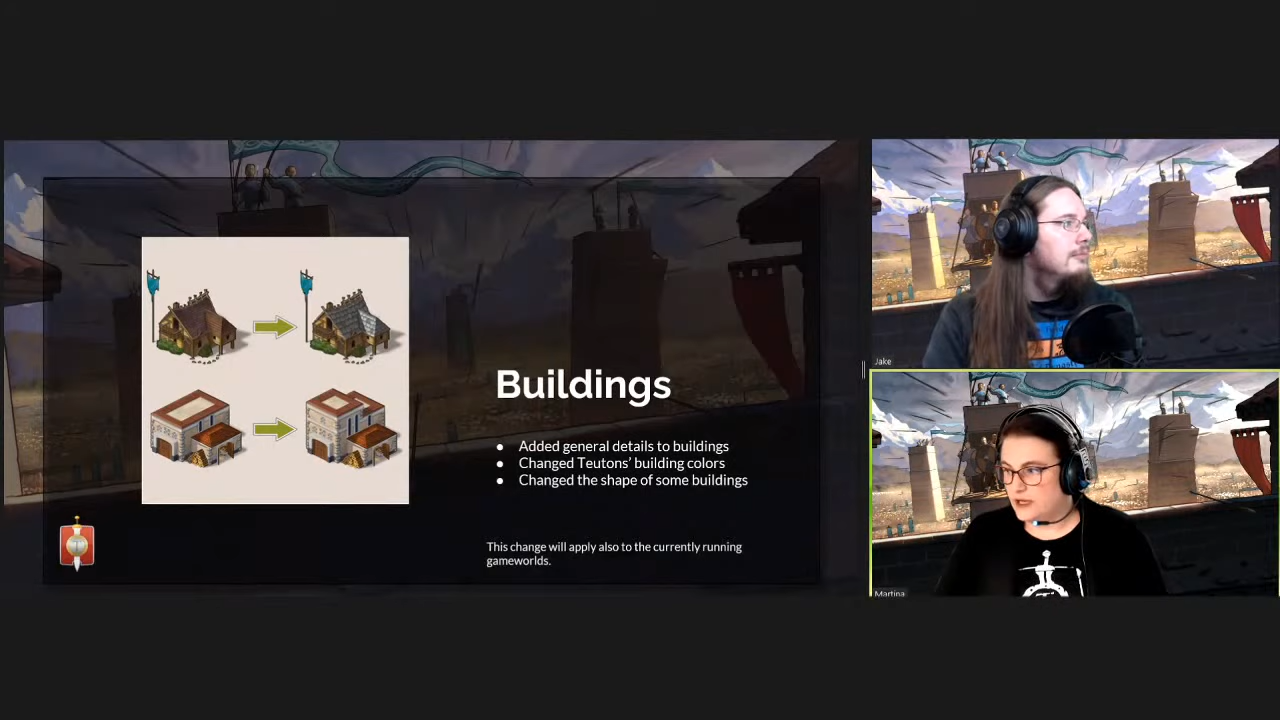 Buildings
● Added general details to buildings
● Changed Teutons' building colors
● Changed the shape of some buildings
This change will apply also to the currently running
gameworlds.
Jake
Martina